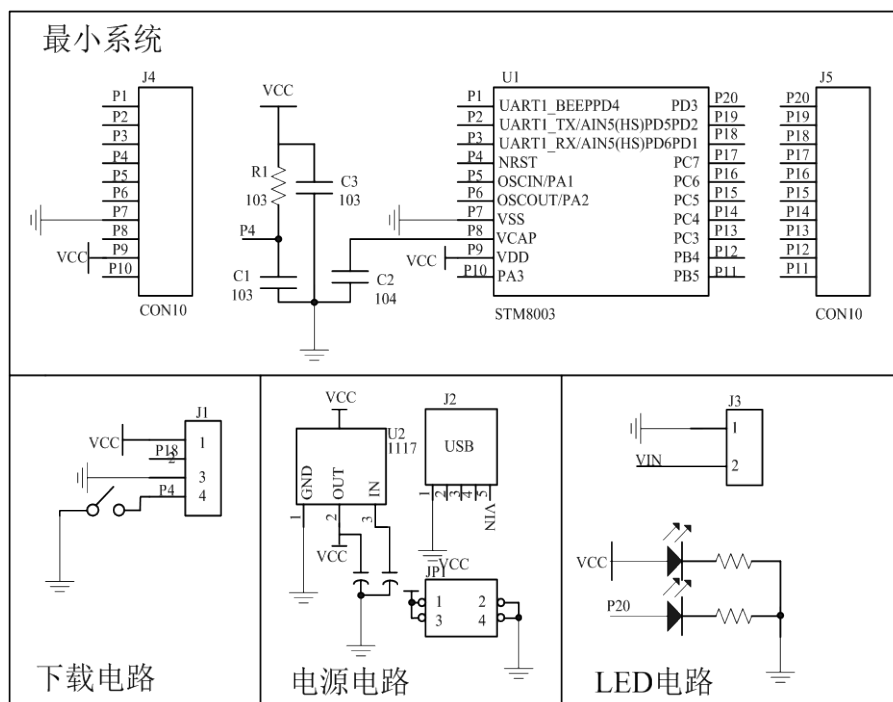 最小系统
J4
P1
P2
P3
P4
P5
P6
P7
P8
VCC
P9
P10
CON10
VCC
R1
103
C3
103
P4
C1
103
C2
104
U1
P1 UART1_BEEPPD4 PD3 P20
P2 UART1_TX/AIN5(HS)PD5PD2 P19
P3 UART1_RX/AIN5(HS)PD6PD1 P18
P4 NRST PC7 P17
P5 OSCIN/PA1 PC6 P16
P6 OSCOUT/PA2 PC5 P15
P7 VSS PC4 P14
P8 VCAP PC3 P13
VCC P9 VDD PB4 P12
P10 PA3 PB5 P11
STM8003
J5
P20
P19
P18
P17
P16
P15
P14
P13
P12
P11
CON10
J1
VCC 1
P18 2
3
P4 4
下载电路
VCC
U2
1117
GND OUT IN
1 2 3
VCC
J2
USB
1 2 3 4 5
VIN
VCC
JP1
1 2
3 4
电源电路
J3
1
VIN 2
VCC
P20
LED电路